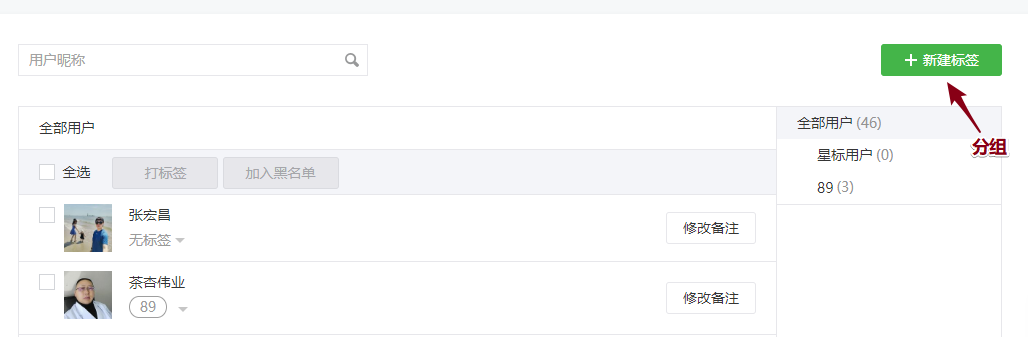 用户昵称
新建标签
分组
全部用户
全选
打标签
加入黑名单
张宏昌
无标签
修改备注
茶杏伟业
89
修改备注
全部用户 (46)
星标用户 (0)
89 (3)